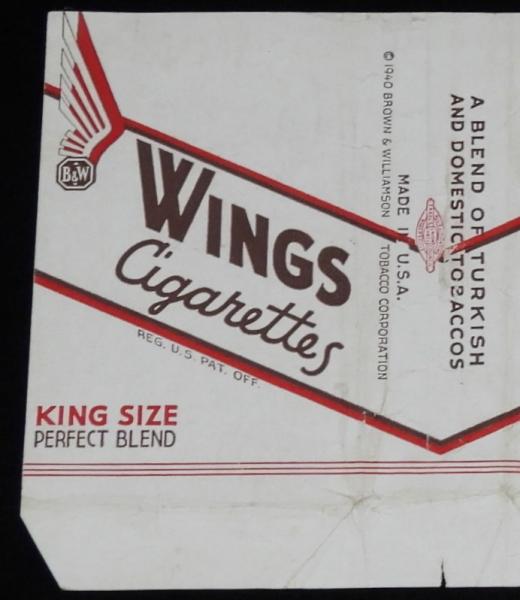 B&W
WINGS
Cigarettes
REG. U.S. PAT. OFF.
KING SIZE
PERFECT BLEND
© 1940 BROWN & WILLIAMSON TOBACCO CORPORATION
MADE IN U.S.A.
A BLEND OF TURKISH
AND DOMESTIC TOBACCOS